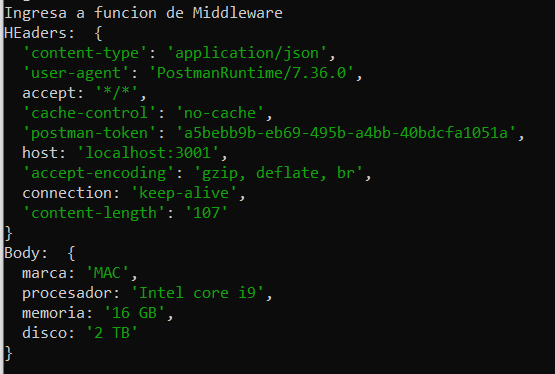 Ingresa a funcion de Middleware
HEaders:  {
  'content-type': 'application/json',
  'user-agent': 'PostmanRuntime/7.36.0',
  accept: '*/*',
  'cache-control': 'no-cache',
  'postman-token': 'a5bebb9b-eb69-495b-a4bb-40bdcfa1051a',
  host: 'localhost:3001',
  'accept-encoding': 'gzip, deflate, br',
  connection: 'keep-alive',
  'content-length': '107'
}
Body:  {
  marca: 'MAC',
  procesador: 'Intel core i9',
  memoria: '16 GB',
  disco: '2 TB'
}